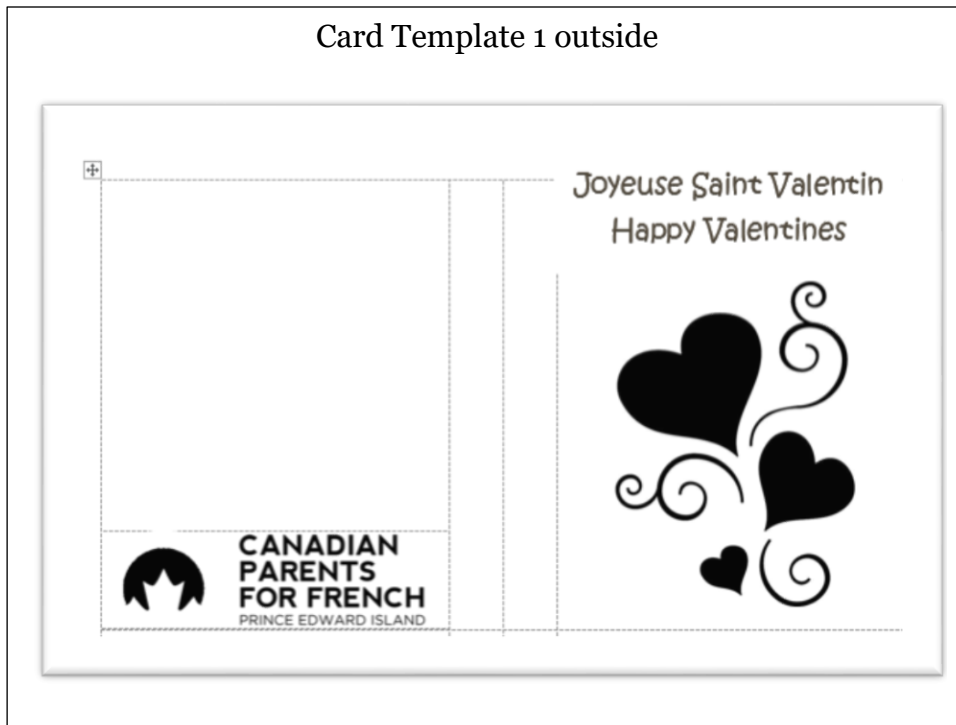 Card Template 1 outside
Joyeuse Saint Valentin
Happy Valentines
CANADIAN
PARENTS
FOR FRENCH
PRINCE EDWARD ISLAND